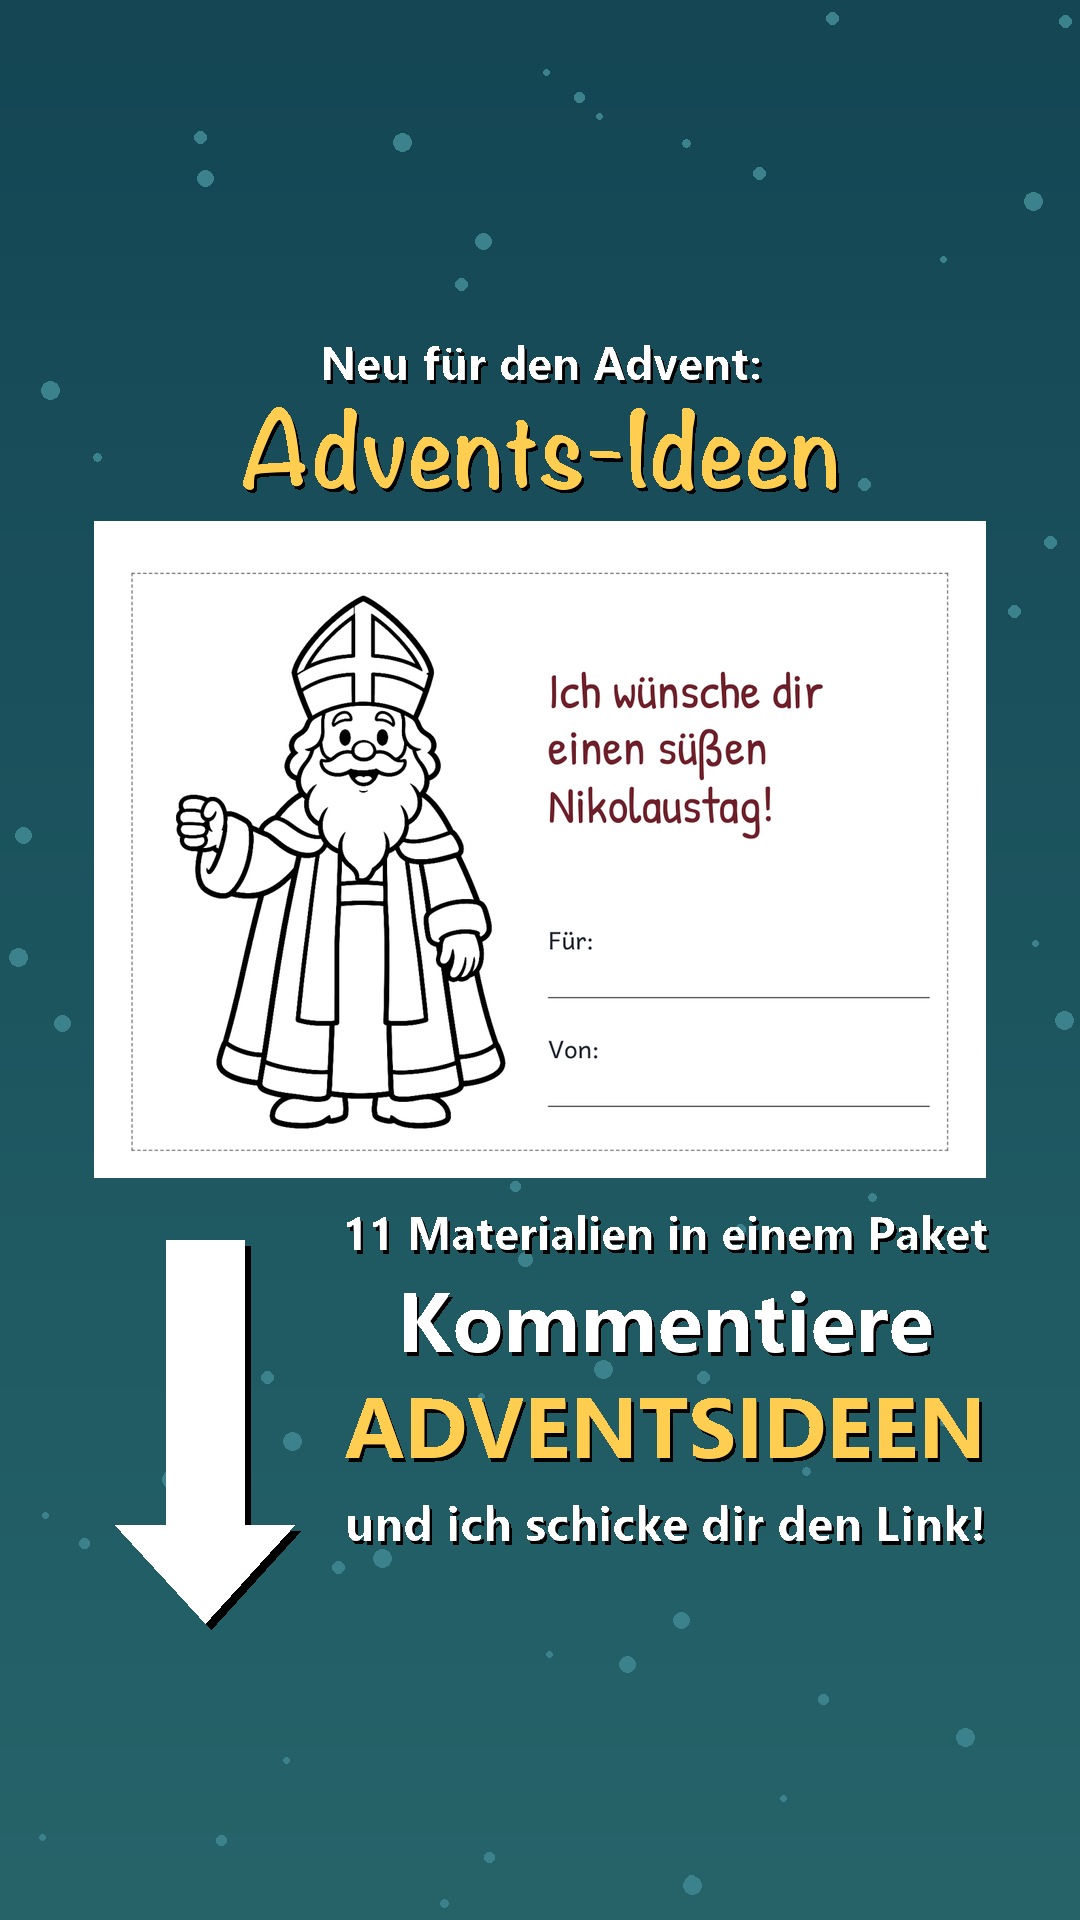 Neu für den Advent:
Advents-Ideen
Ich wünsche dir
einen süßen
Nikolaustag!
Für:
Von:
11 Materialien in einem Paket
Kommentiere
ADVENTSIDEEN
und ich schicke dir den Link!